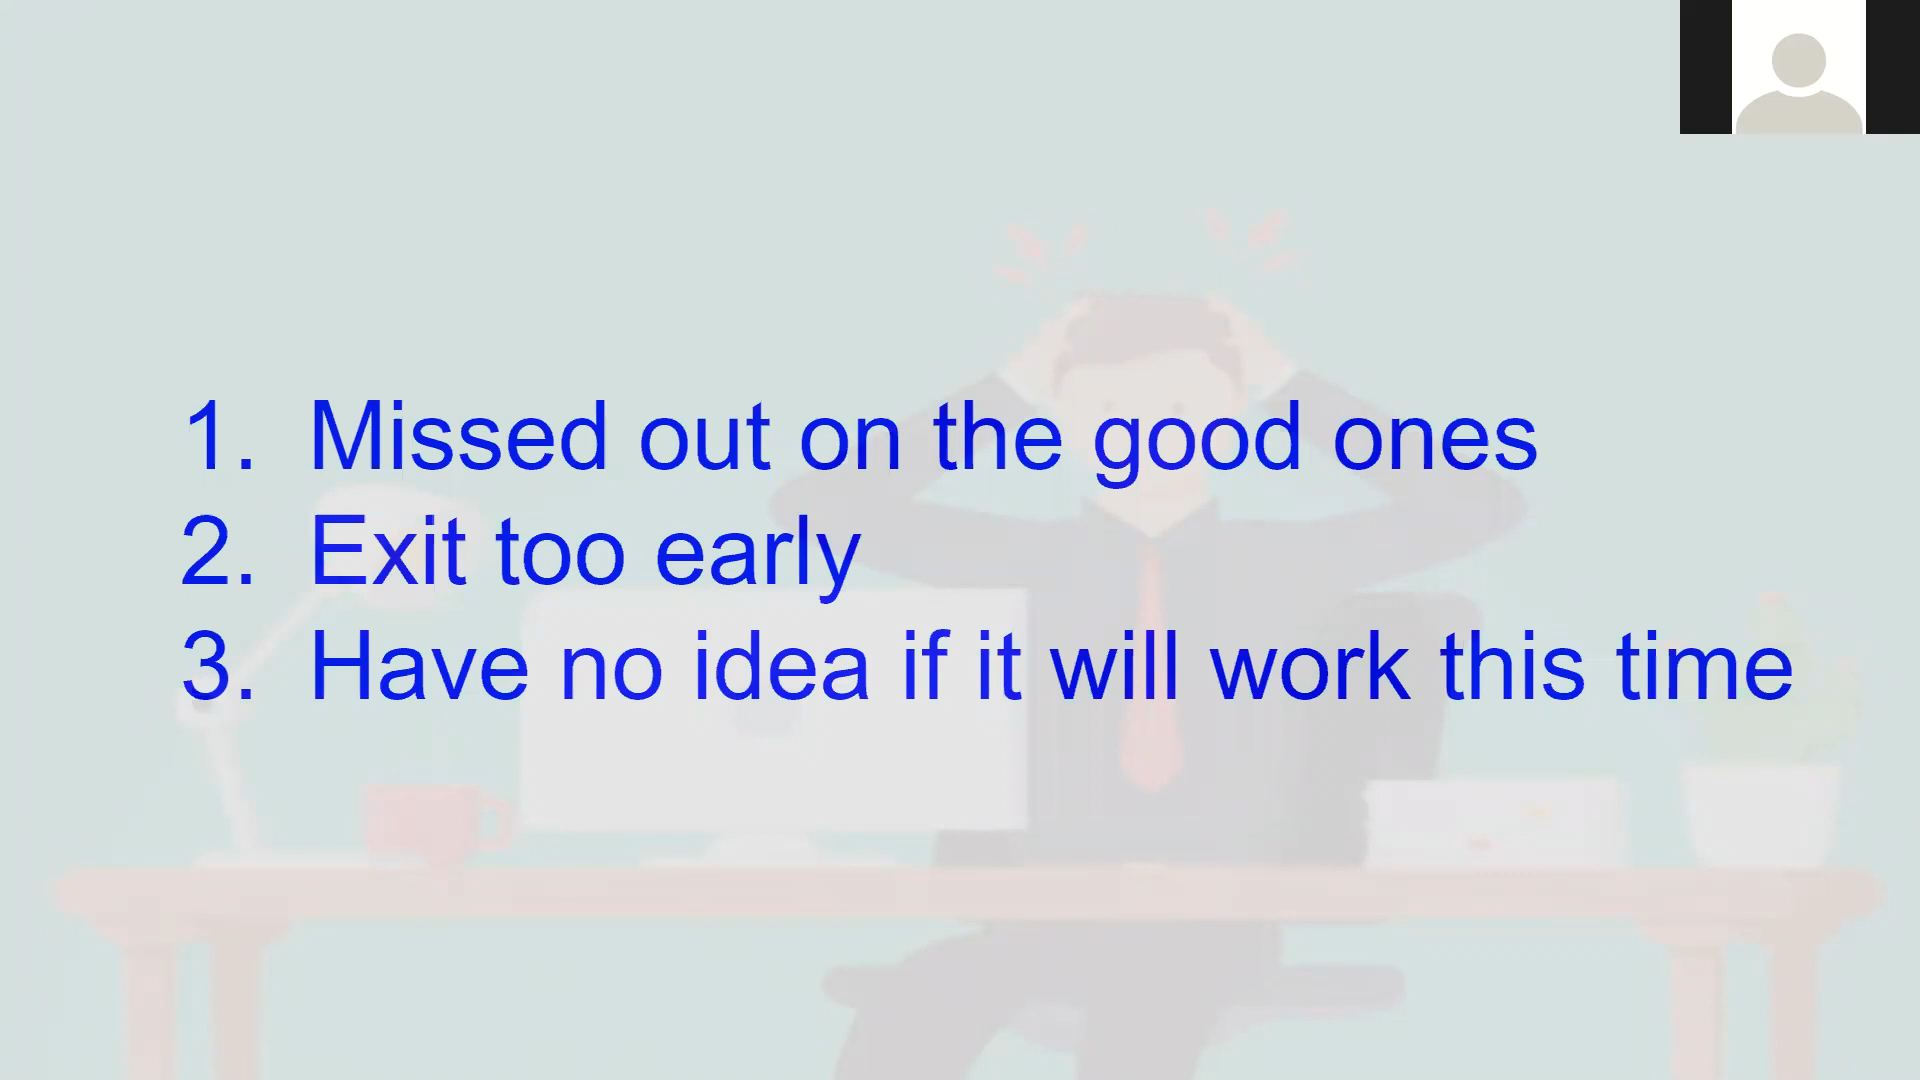 1. Missed out on the good ones
2. Exit too early
3. Have no idea if it will work this time